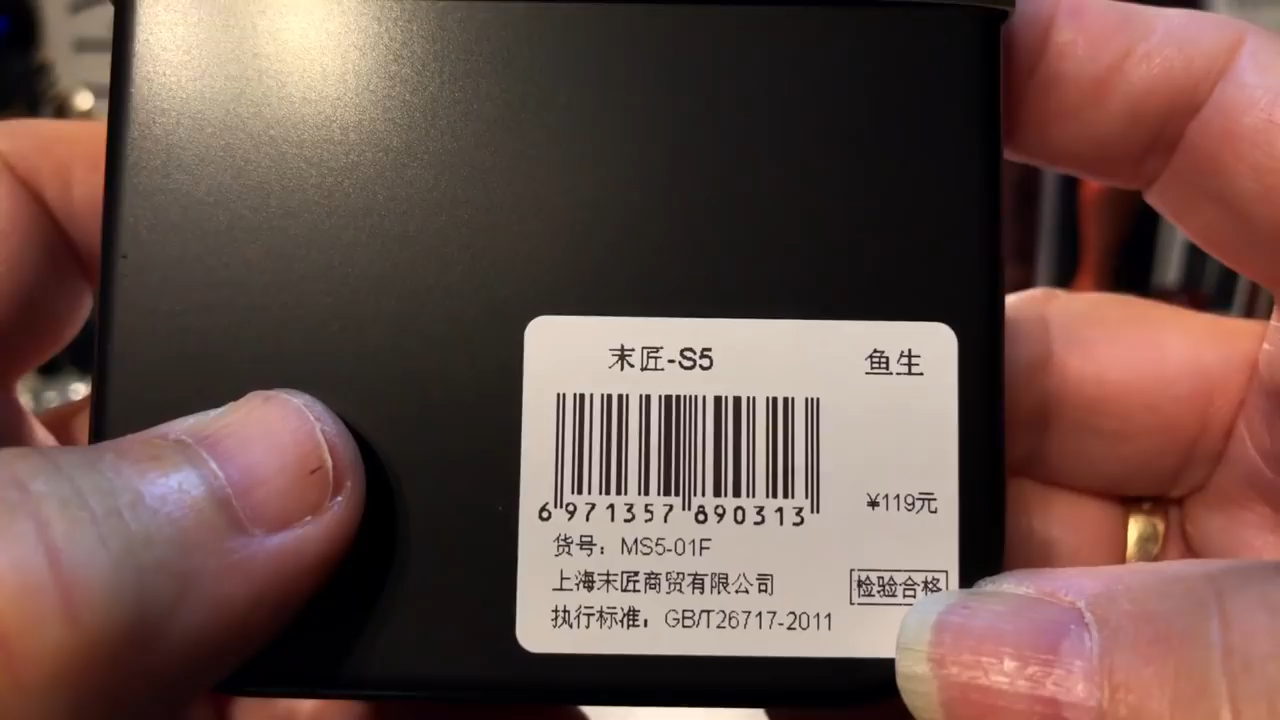 末匠-S5 鱼生
6 971357 890313
¥119元
货号：MS5-01F
上海末匠商贸有限公司
检验合格
执行标准：GB/T26717-2011